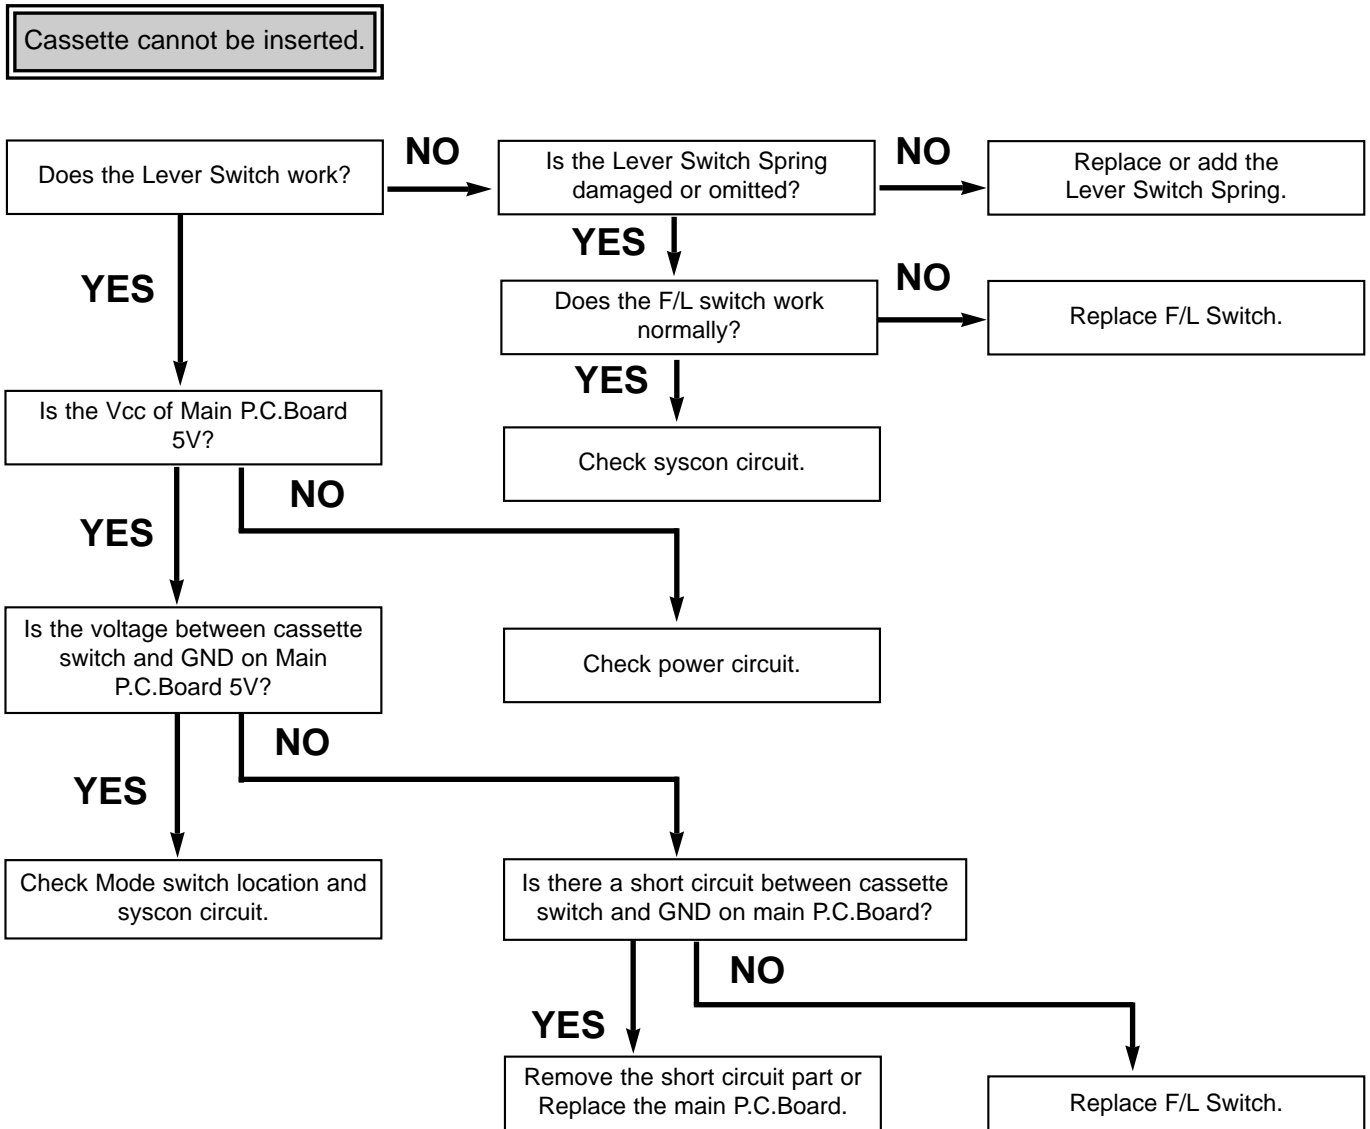 Cassette cannot be inserted.
Does the Lever Switch work?
NO
Is the Lever Switch Spring
damaged or omitted?
NO
Replace or add the
Lever Switch Spring.
YES
YES
Does the F/L switch work
normally?
NO
Replace F/L Switch.
YES
Is the Vcc of Main P.C.Board
5V?
Check syscon circuit.
NO
YES
Is the voltage between cassette
switch and GND on Main
P.C.Board 5V?
Check power circuit.
NO
YES
Check Mode switch location and
syscon circuit.
Is there a short circuit between cassette
switch and GND on main P.C.Board?
NO
YES
Remove the short circuit part or
Replace the main P.C.Board.
Replace F/L Switch.